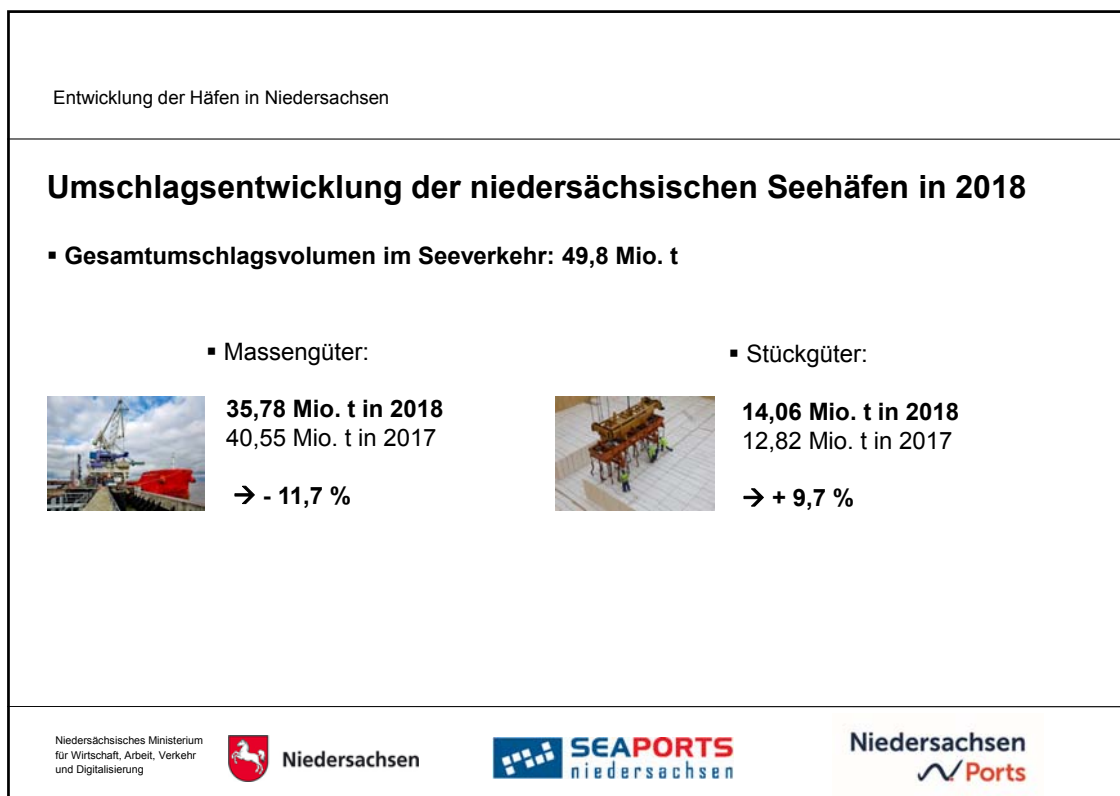 Entwicklung der Häfen in Niedersachsen
Umschlagsentwicklung der niedersächsischen Seehäfen in 2018
▪ Gesamtumschlagsvolumen im Seeverkehr: 49,8 Mio. t
▪ Massengüter:
35,78 Mio. t in 2018
40,55 Mio. t in 2017
→ - 11,7 %
▪ Stückgüter:
14,06 Mio. t in 2018
12,82 Mio. t in 2017
→ + 9,7 %
Niedersächsisches Ministerium
für Wirtschaft, Arbeit, Verkehr
und Digitalisierung
Niedersachsen
SEAPORTS
niedersachsen
Niedersachsen
Ports